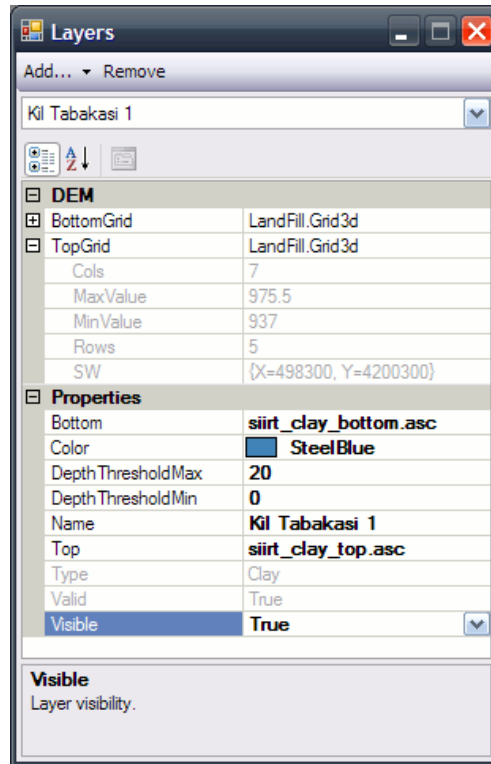 Layers
Add... Remove
Kil Tabakasi 1
DEM
BottomGrid LandFill.Grid3d
TopGrid LandFill.Grid3d
Cols 7
MaxValue 975.5
MinValue 937
Rows 5
SW {X=498300, Y=4200300}
Properties
Bottom siirt_clay_bottom.asc
Color SteelBlue
DepthThresholdMax 20
DepthThresholdMin 0
Name Kil Tabakasi 1
Top siirt_clay_top.asc
Type Clay
Valid True
Visible True
Visible
Layer visibility.